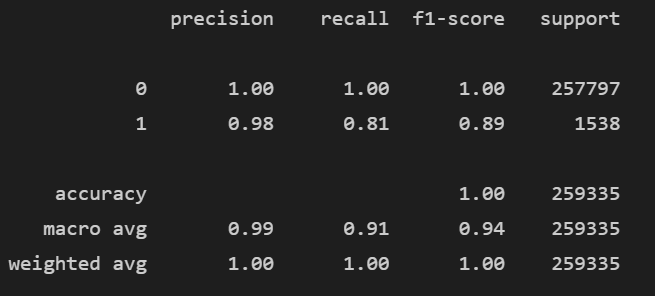 precision recall f1-score support
0 1.00 1.00 1.00 257797
1 0.98 0.81 0.89 1538
accuracy 1.00 259335
macro avg 0.99 0.91 0.94 259335
weighted avg 1.00 1.00 1.00 259335